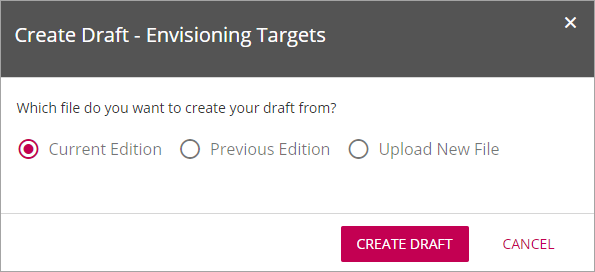 Create Draft - Envisioning Targets
Which file do you want to create your draft from?
Current Edition Previous Edition Upload New File
CREATE DRAFT CANCEL